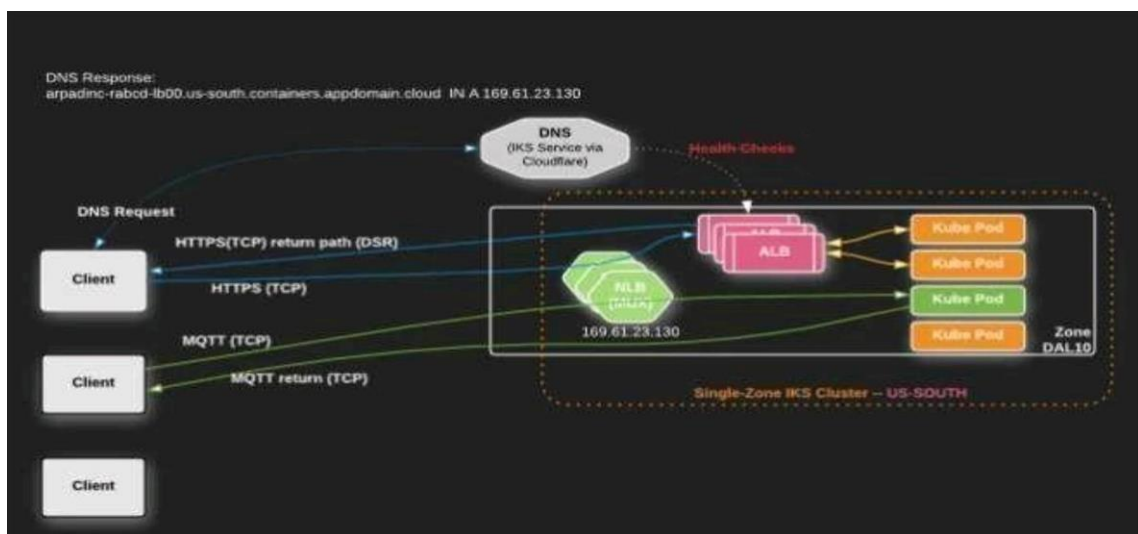 DNS Response:
arpadinc-rabcd-lb00.us-south.containers.appdomain.cloud IN A 169.61.23.130
DNS
(IKS Service via
Cloudflare)
Health Checks
DNS Request
HTTPS(TCP) return path (DSR)
Client
HTTPS (TCP)
ALB
ALB
Kube Pod
Kube Pod
NLB
(MUX)
Kube Pod
169.61.23.130
Kube Pod
Zone
DAL10
MQTT (TCP)
MQTT return (TCP)
Client
Single-Zone IKS Cluster -- US-SOUTH
Client